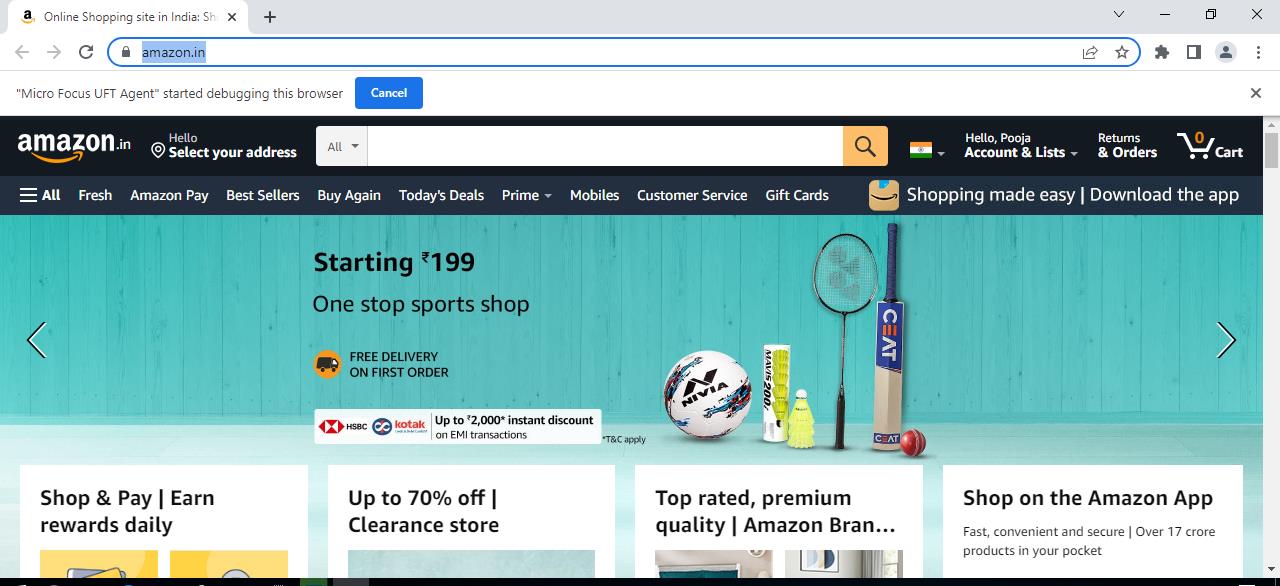 Online Shopping site in India: Sh
amazon.in
"Micro Focus UFT Agent" started debugging this browser
Cancel
amazon.in
Hello
Select your address
All
Hello, Pooja
Account & Lists
Returns
& Orders
0
Cart
All
Fresh
Amazon Pay
Best Sellers
Buy Again
Today's Deals
Prime
Mobiles
Customer Service
Gift Cards
Shopping made easy | Download the app
Starting ₹199
One stop sports shop
FREE DELIVERY
ON FIRST ORDER
HSBC
kotak
Up to ₹2,000* instant discount
on EMI transactions
*T&C apply
NIVIA
MAVIS 200i
CEAT
CEAT
Shop & Pay | Earn
rewards daily
Up to 70% off |
Clearance store
Top rated, premium
quality | Amazon Bran...
Shop on the Amazon App
Fast, convenient and secure | Over 17 crore
products in your pocket